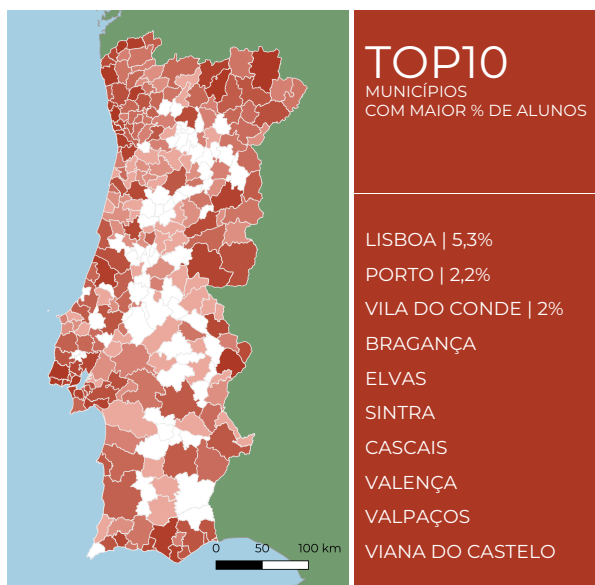 TOP10
MUNICÍPIOS
COM MAIOR % DE ALUNOS
LISBOA | 5,3%
PORTO | 2,2%
VILA DO CONDE | 2%
BRAGANÇA
ELVAS
SINTRA
CASCAIS
VALENÇA
VALPAÇOS
VIANA DO CASTELO
0 50 100 km